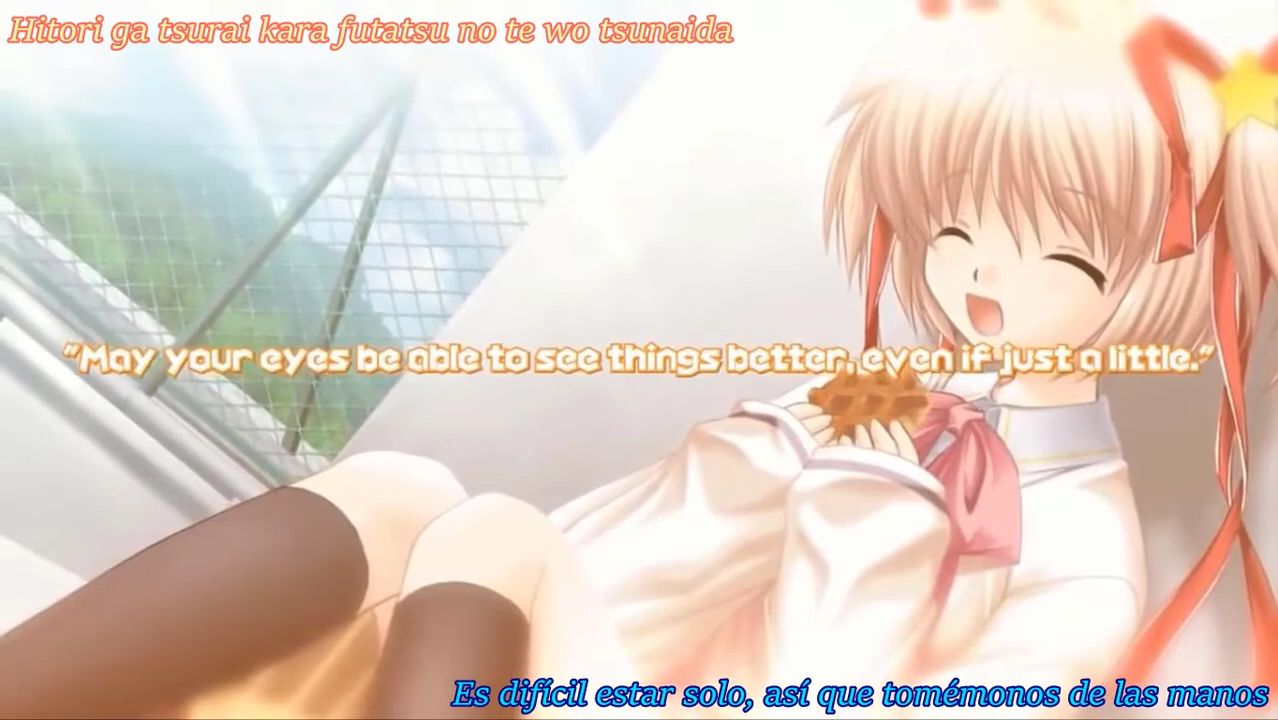 Hitori ga tsurai kara futatsu no te wo tsunaida
"May your eyes be able to see things better, even if just a little."
Es difícil estar solo, así que tomémonos de las manos